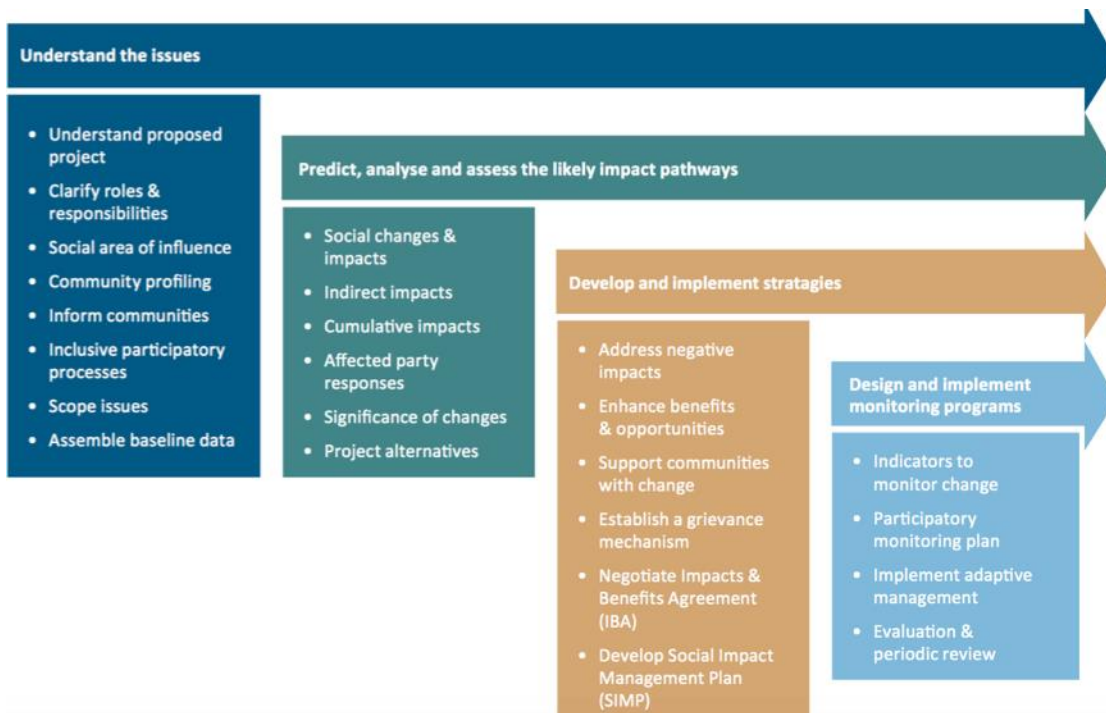 Understand the issues
• Understand proposed
project
• Clarify roles &
responsibilities
• Social area of influence
• Community profiling
• Inform communities
• Inclusive participatory
processes
• Scope issues
• Assemble baseline data
Predict, analyse and assess the likely impact pathways
• Social changes &
impacts
• Indirect impacts
• Cumulative impacts
• Affected party
responses
• Significance of changes
• Project alternatives
Develop and implement stratagies
• Address negative
impacts
• Enhance benefits
& opportunities
• Support communities
with change
• Establish a grievance
mechanism
• Negotiate Impacts &
Benefits Agreement
(IBA)
• Develop Social Impact
Management Plan
(SIMP)
Design and implement
monitoring programs
• Indicators to
monitor change
• Participatory
monitoring plan
• Implement adaptive
management
• Evaluation &
periodic review